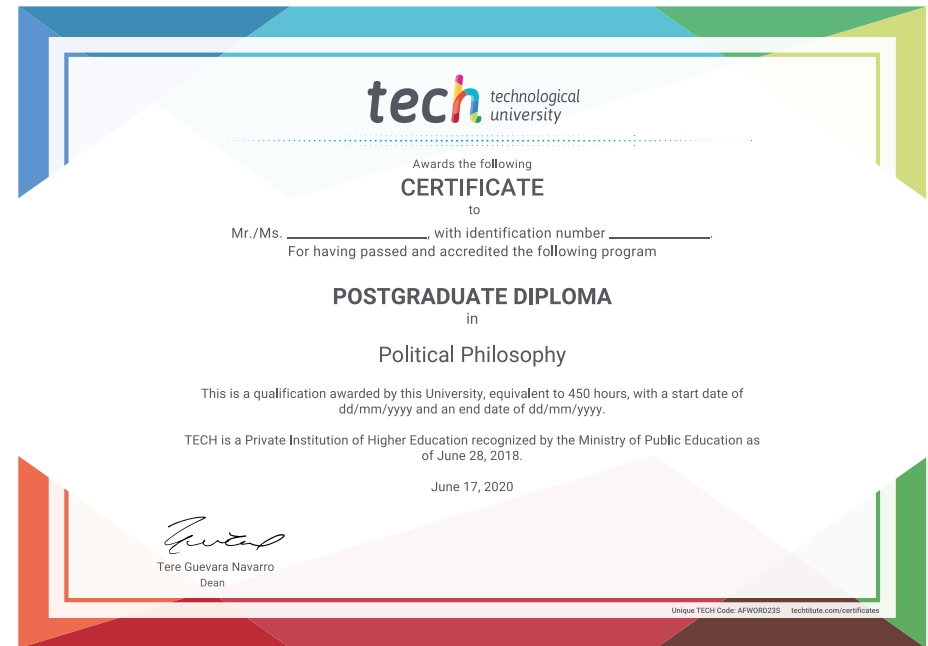 tech technological
university
Awards the following
CERTIFICATE
to
Mr./Ms. ____________, with identification number ____________.
For having passed and accredited the following program
POSTGRADUATE DIPLOMA
in
Political Philosophy
This is a qualification awarded by this University, equivalent to 450 hours, with a start date of
dd/mm/yyyy and an end date of dd/mm/yyyy.
TECH is a Private Institution of Higher Education recognized by the Ministry of Public Education as
of June 28, 2018.
June 17, 2020
Tere Guevara Navarro
Dean
Unique TECH Code: AFWORD23S techtitute.com/certificates